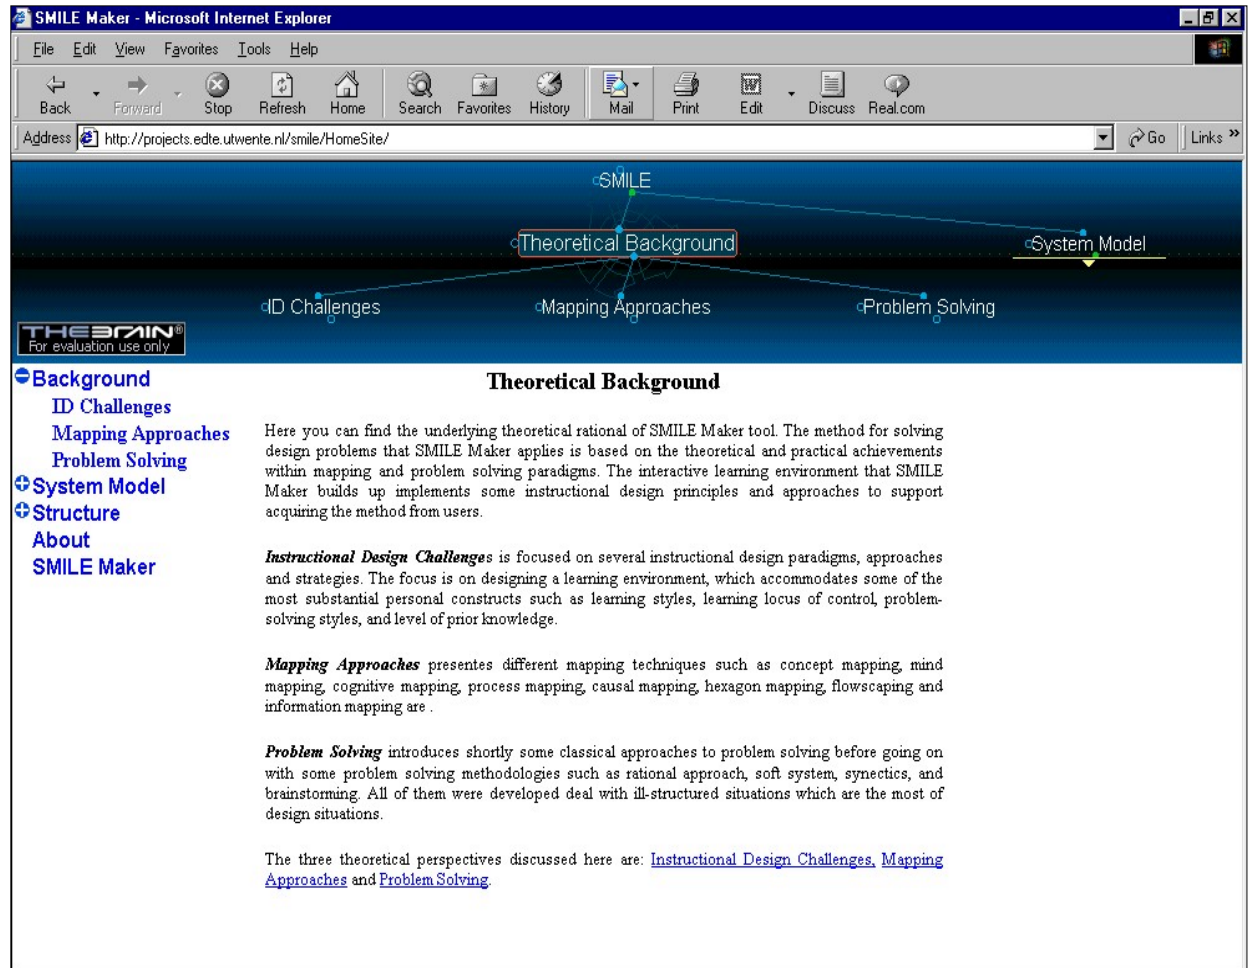 SMILE Maker - Microsoft Internet Explorer
File Edit View Favorites Tools Help
Back Forward Stop Refresh Home Search Favorites History Mail Print Edit Discuss Real.com
Address http://projects.edte.utwente.nl/smile/HomeSite/ Go Links »
SMILE
Theoretical Background
System Model
ID Challenges Mapping Approaches Problem Solving
THEBRAIN®
For evaluation use only
Background
ID Challenges
Mapping Approaches
Problem Solving
System Model
Structure
About
SMILE Maker
Theoretical Background
Here you can find the underlying theoretical rational of SMILE Maker tool. The method for solving
design problems that SMILE Maker applies is based on the theoretical and practical achievements
within mapping and problem solving paradigms. The interactive learning environment that SMILE
Maker builds up implements some instructional design principles and approaches to support
acquiring the method from users.
Instructional Design Challenges is focused on several instructional design paradigms, approaches
and strategies. The focus is on designing a learning environment, which accommodates some of the
most substantial personal constructs such as learning styles, learning locus of control, problem-
solving styles, and level of prior knowledge.
Mapping Approaches presentes different mapping techniques such as concept mapping, mind
mapping, cognitive mapping, process mapping, causal mapping, hexagon mapping, flowscaping and
information mapping are .
Problem Solving introduces shortly some classical approaches to problem solving before going on
with some problem solving methodologies such as rational approach, soft system, synectics, and
brainstorming. All of them were developed deal with ill-structured situations which are the most of
design situations.
The three theoretical perspectives discussed here are: Instructional Design Challenges, Mapping
Approaches and Problem Solving.